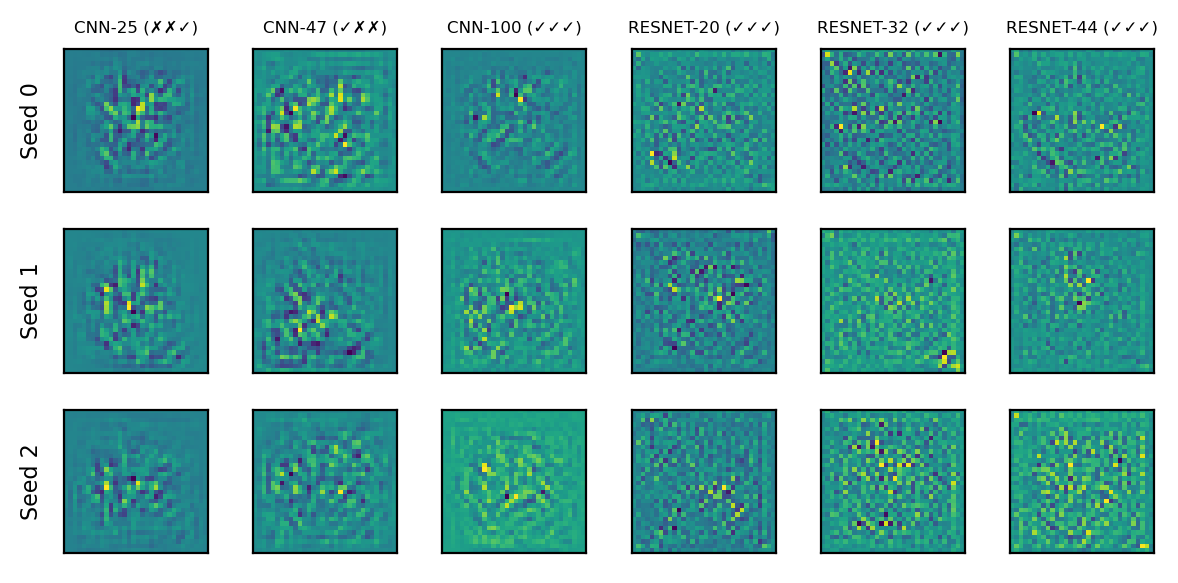 CNN-25 (✗✗✓) CNN-47 (✓✗✗) CNN-100 (✓✓✓) RESNET-20 (✓✓✓) RESNET-32 (✓✓✓) RESNET-44 (✓✓✓)
Seed 0
Seed 1
Seed 2